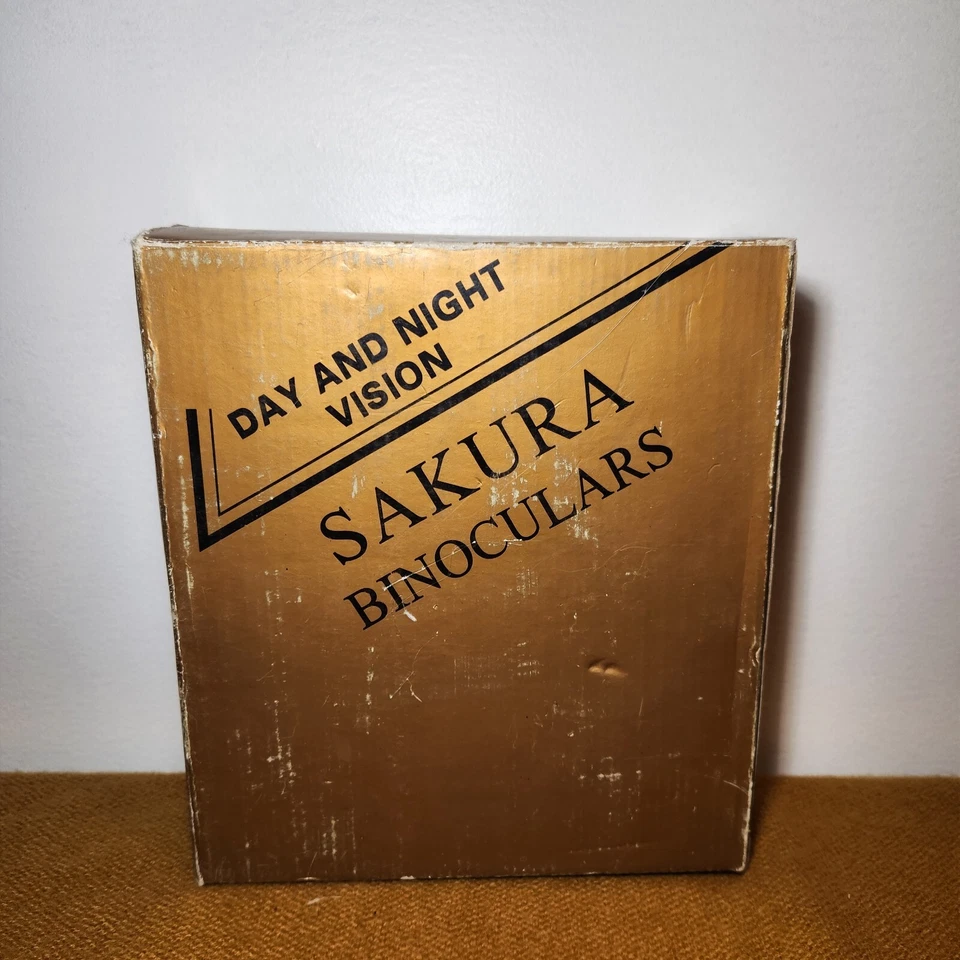 DAY AND NIGHT
VISION
SAKURA
BINOCULARS